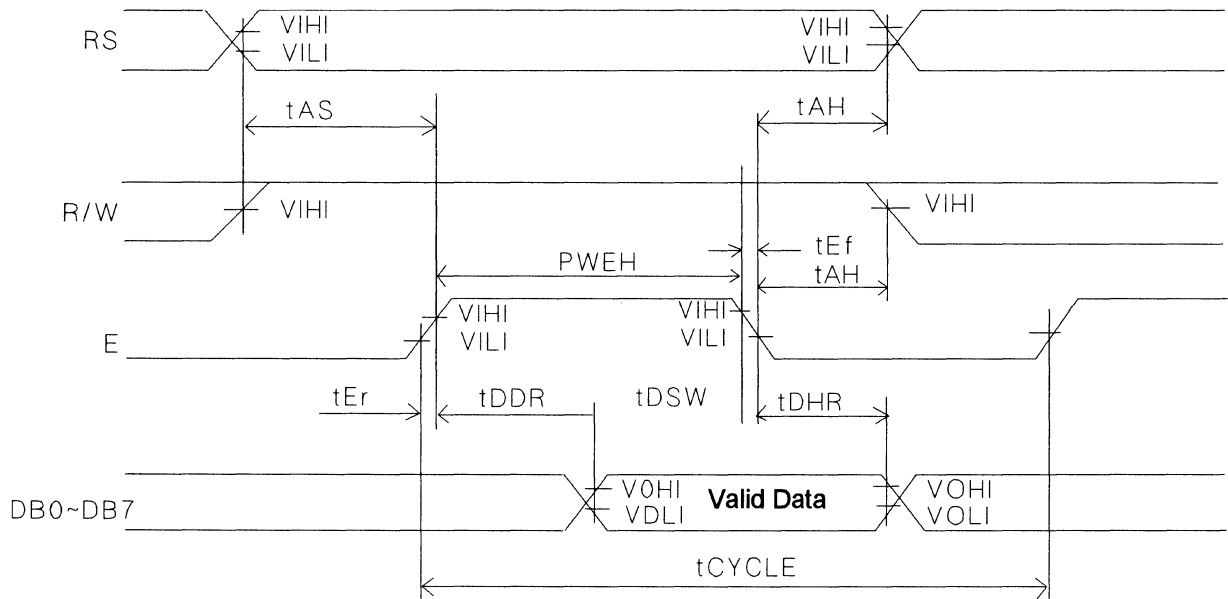 RS VIHI VIHI
VILI VILI
tAS tAH
R/W VIHI VIHI
tEf
PWEH tAH
VIHI VIHI
E VILI VILI
tEr tDDR tDSW tDHR
DB0~DB7 V0HI Valid Data VOHI
VDLI VOLI
tCYCLE